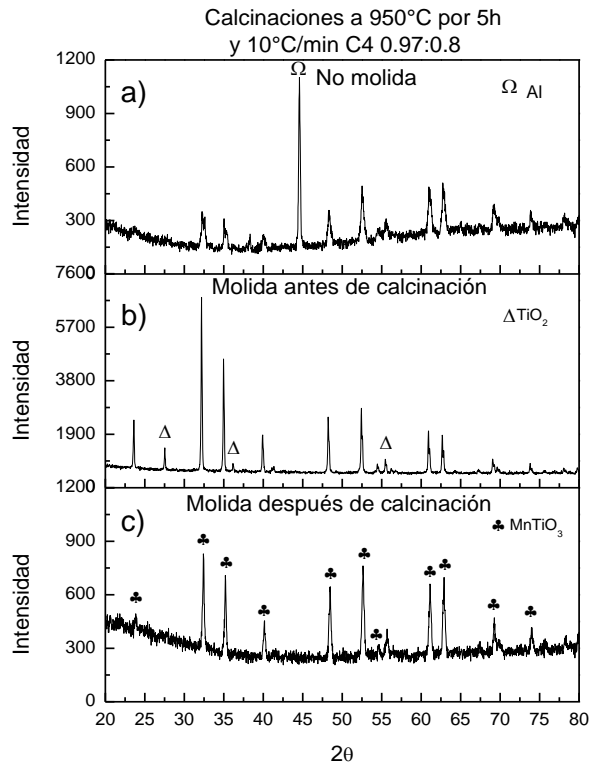 Calcinaciones a 950°C por 5h
y 10°C/min C4 0.97:0.8
1200
a)
Ω
No molida
Ω Al
900
600
300
0
Intensidad
7600
Molida antes de calcinación
b)
Δ TiO2
5700
3800
1900
0
Δ
Δ
Δ
Intensidad
1200
Molida después de calcinación
c)
♣ MnTiO3
900
600
300
0
♣ ♣ ♣ ♣ ♣ ♣ ♣ ♣ ♣ ♣ ♣
Intensidad
20 25 30 35 40 45 50 55 60 65 70 75 80
2θ